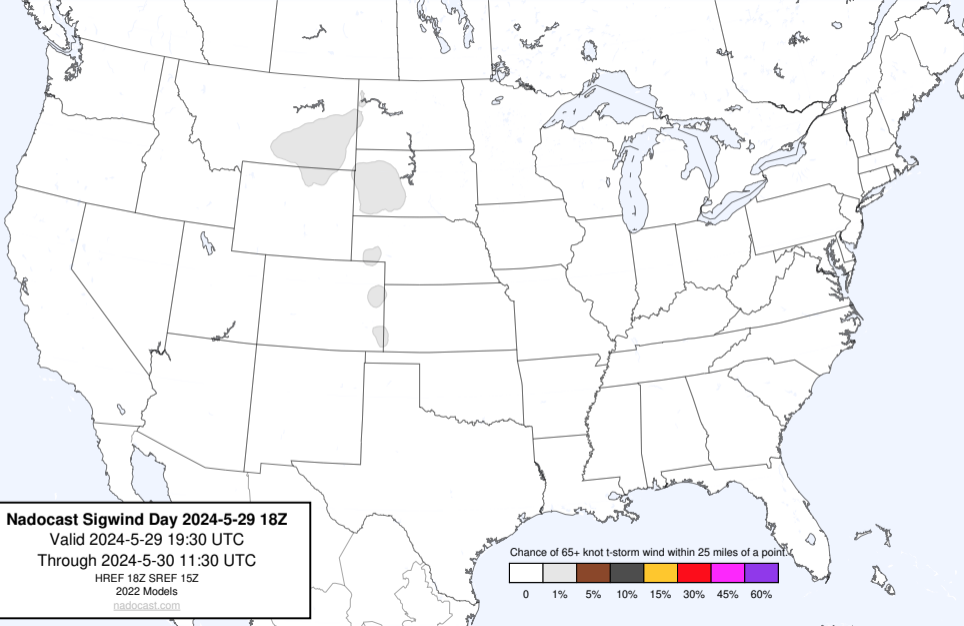 Nadocast Sigwind Day 2024-5-29 18Z
Valid 2024-5-29 19:30 UTC
Through 2024-5-30 11:30 UTC
HREF 18Z SREF 15Z
2022 Models
nadocast.com
Chance of 65+ knot t-storm wind within 25 miles of a point.
0 1% 5% 10% 15% 30% 45% 60%